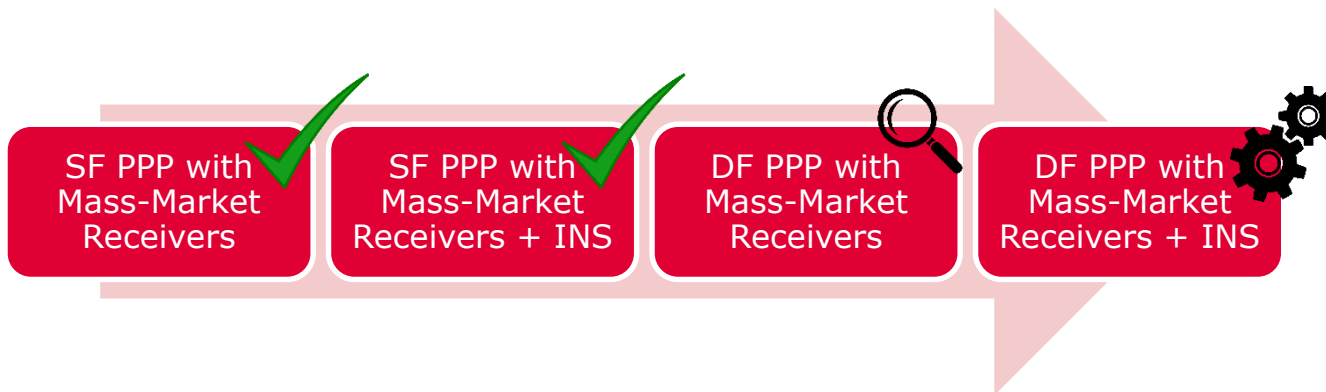 SF PPP with
Mass-Market
Receivers
SF PPP with
Mass-Market
Receivers + INS
DF PPP with
Mass-Market
Receivers
DF PPP with
Mass-Market
Receivers + INS